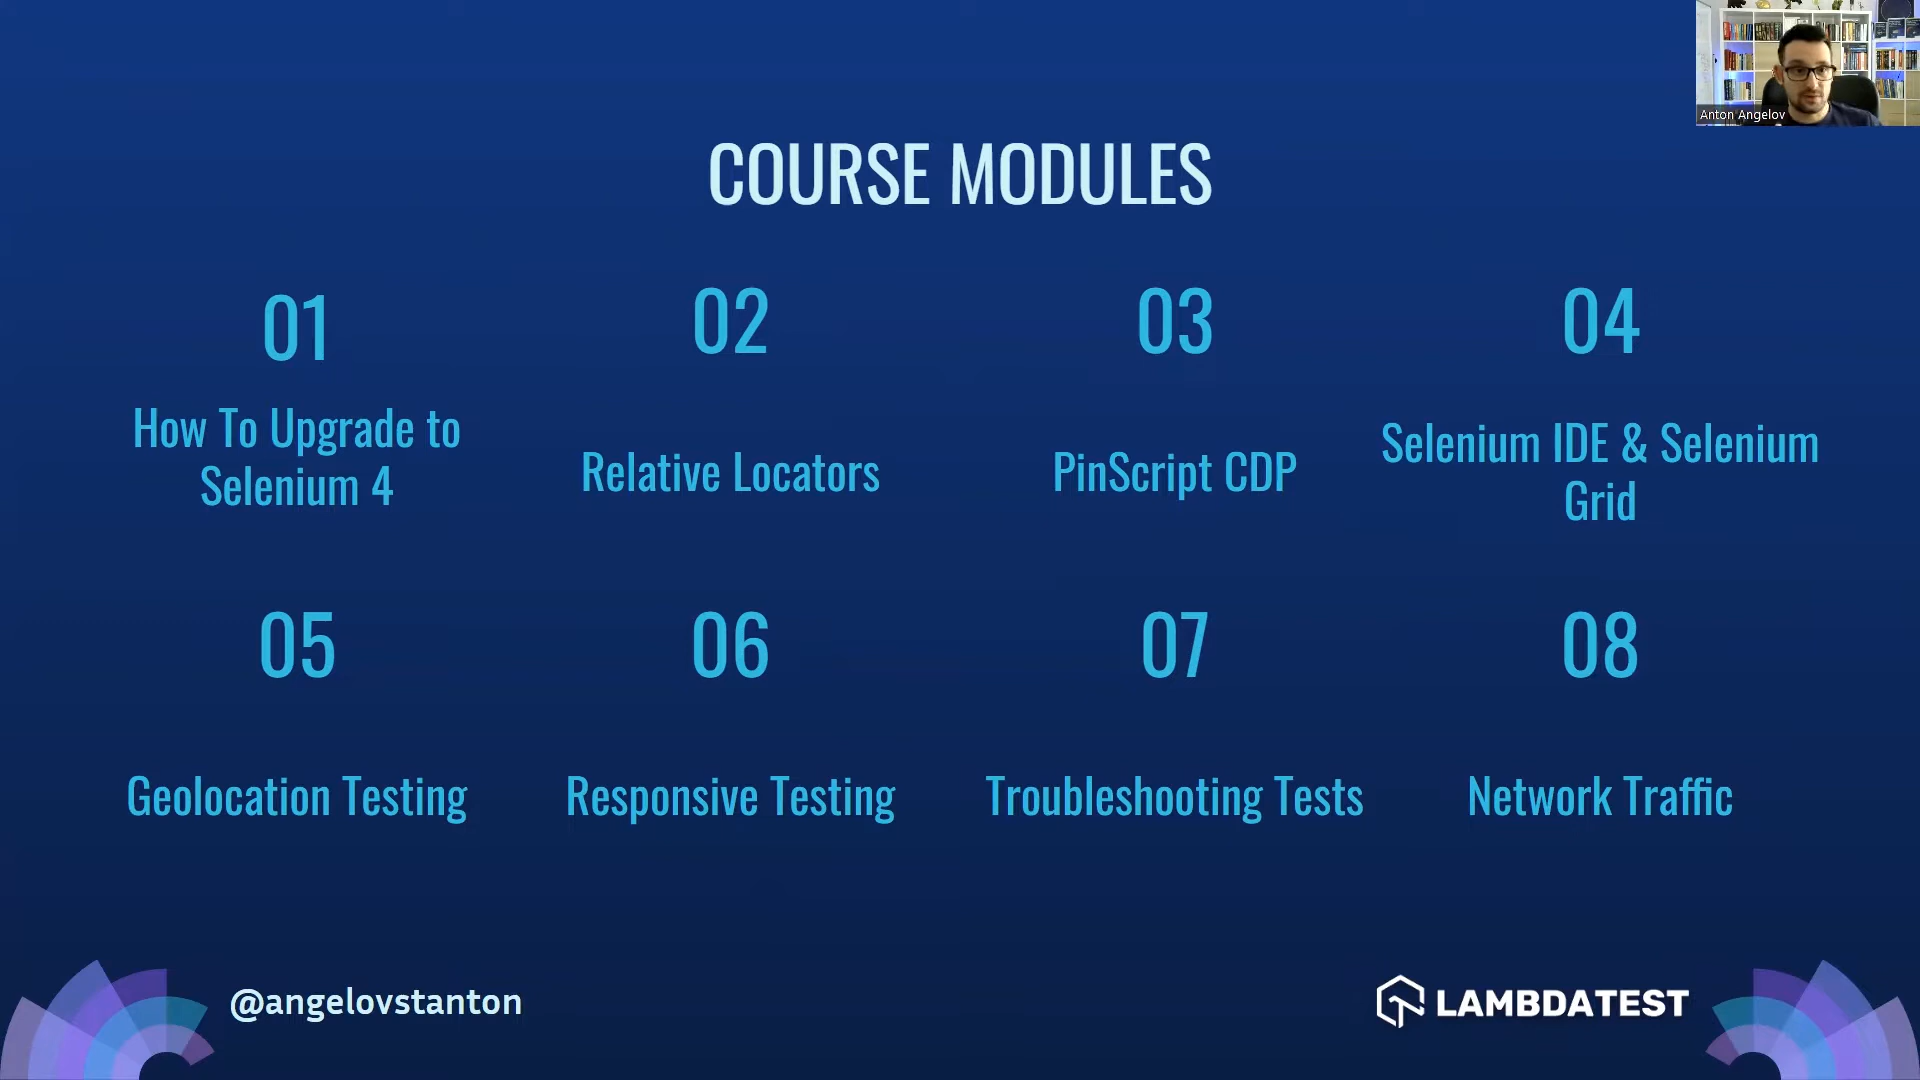 Anton Angelov
COURSE MODULES
01
How To Upgrade to
Selenium 4
02
Relative Locators
03
PinScript CDP
04
Selenium IDE & Selenium
Grid
05
Geolocation Testing
06
Responsive Testing
07
Troubleshooting Tests
08
Network Traffic
@angelovstanton
LAMBDATEST